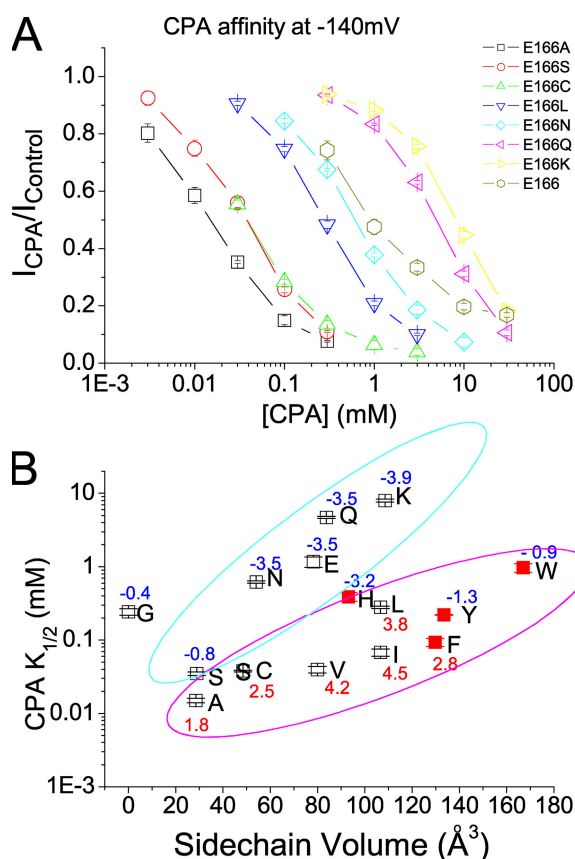 A
CPA affinity at -140mV
E166A
E166S
E166C
E166L
E166N
E166Q
E166K
E166
1.0
0.8
0.6
0.4
0.2
0.0
I CPA/I Control
1E-3 0.01 0.1 1 10 100
[CPA] (mM)
B
10
1
0.1
0.01
1E-3
CPA K1/2 (mM)
-3.9
K
-3.5
Q
-3.5
E
-3.5
N
-0.4
G
-0.9
W
-3.2
H
L
3.8
-1.3
Y
F
2.8
-0.8
S
C
2.5
V
4.2
I
4.5
A
1.8
0 20 40 60 80 100 120 140 160 180
Sidechain Volume (Å3)